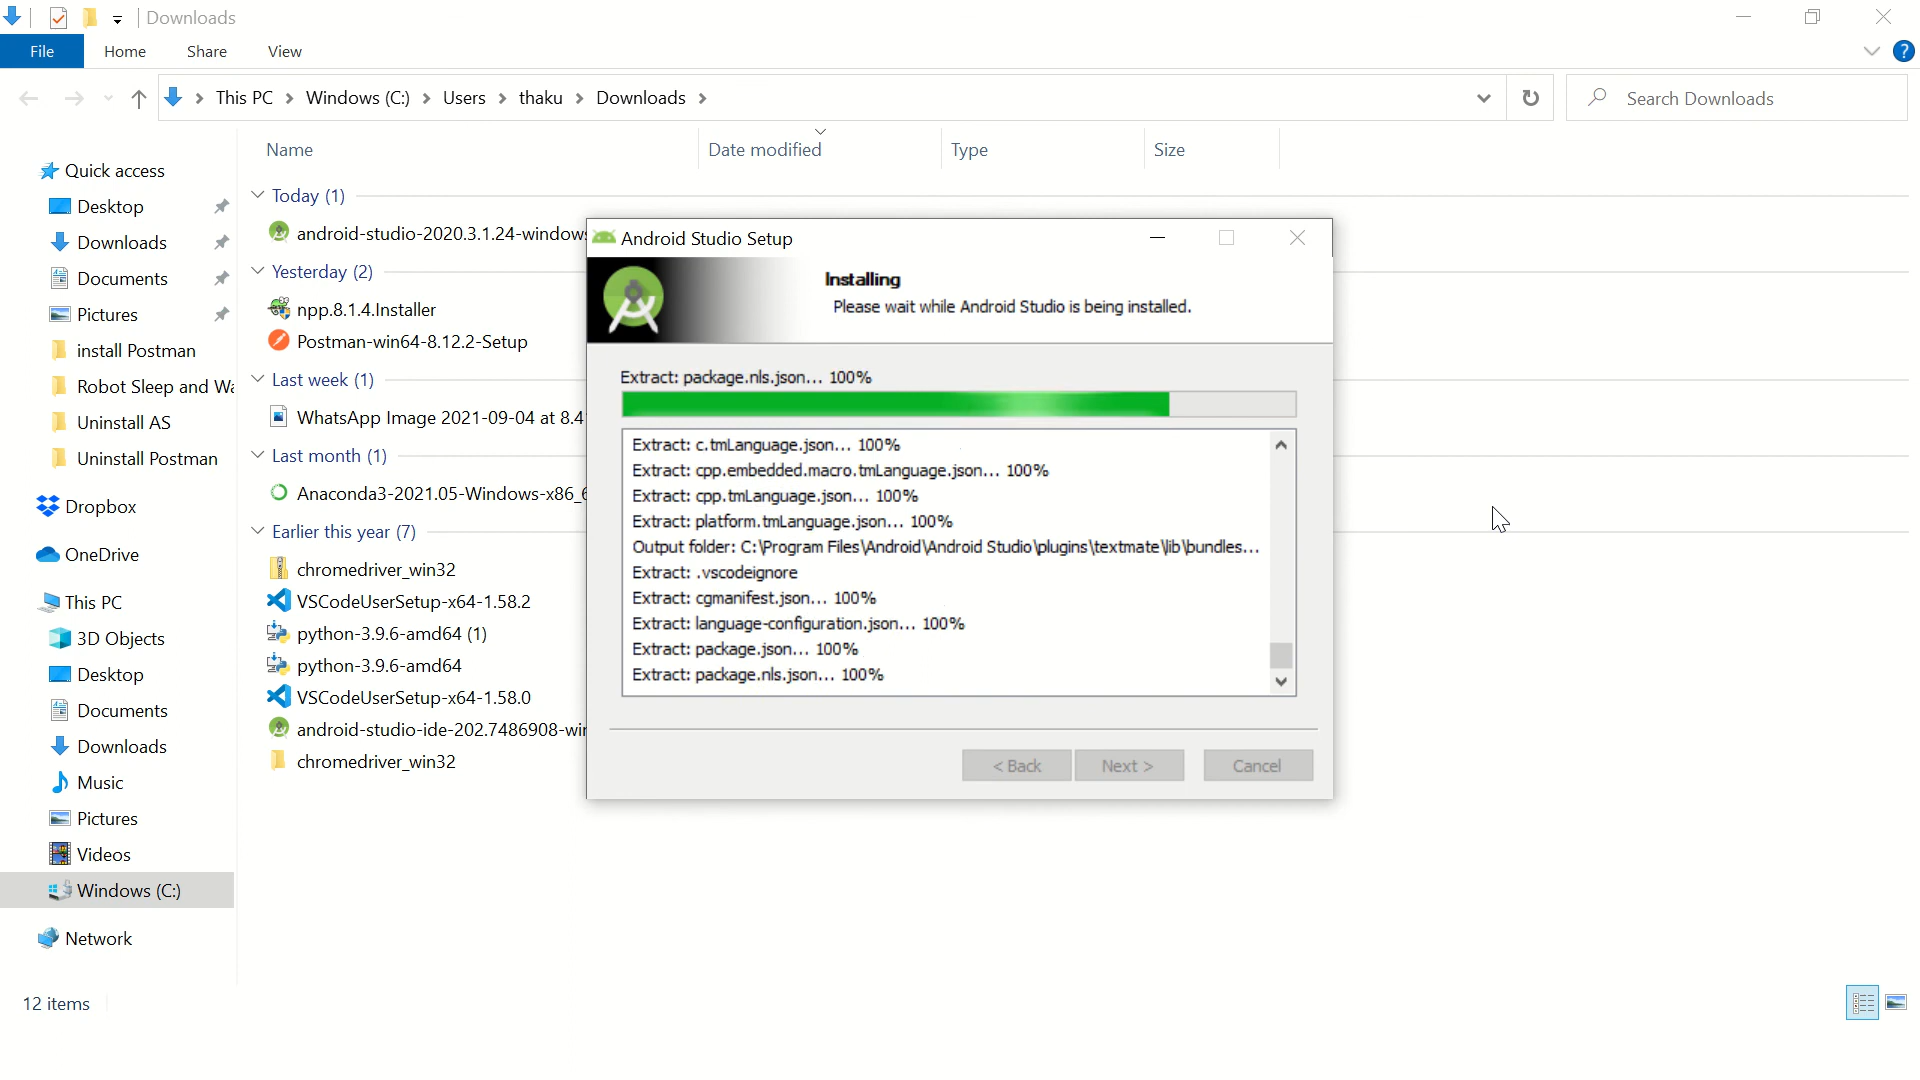 Downloads
File Home Share View
This PC > Windows (C:) > Users > thaku > Downloads >
Search Downloads
Name Date modified Type Size
Quick access
Desktop
Downloads
Documents
Pictures
install Postman
Robot Sleep and Wa
Uninstall AS
Uninstall Postman
Dropbox
OneDrive
This PC
3D Objects
Desktop
Documents
Downloads
Music
Pictures
Videos
Windows (C:)
Network
Today (1)
android-studio-2020.3.1.24-windows
Yesterday (2)
npp.8.1.4.Installer
Postman-win64-8.12.2-Setup
Last week (1)
WhatsApp Image 2021-09-04 at 8.4
Last month (1)
Anaconda3-2021.05-Windows-x86_6
Earlier this year (7)
chromedriver_win32
VSCodeUserSetup-x64-1.58.2
python-3.9.6-amd64 (1)
python-3.9.6-amd64
VSCodeUserSetup-x64-1.58.0
android-studio-ide-202.7486908-win
chromedriver_win32
Android Studio Setup
Installing
Please wait while Android Studio is being installed.
Extract: package.nls.json... 100%
Extract: c.tmLanguage.json... 100%
Extract: cpp.embedded.macro.tmLanguage.json... 100%
Extract: cpp.tmLanguage.json... 100%
Extract: platform.tmLanguage.json... 100%
Output folder: C:\Program Files\Android\Android Studio\plugins\textmate\lib\bundles...
Extract: .vscodeignore
Extract: cgmanifest.json... 100%
Extract: language-configuration.json... 100%
Extract: package.json... 100%
Extract: package.nls.json... 100%
< Back Next > Cancel
12 items